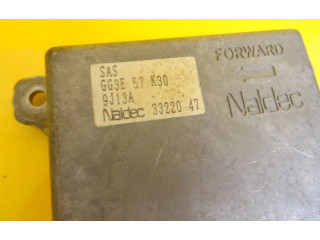 SAS
GG3E 57 K30
9J13A
Naldec 33220 47
FORWARD
Naldec